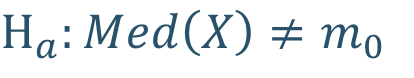 Hₐ: Med(X) ≠ m₀